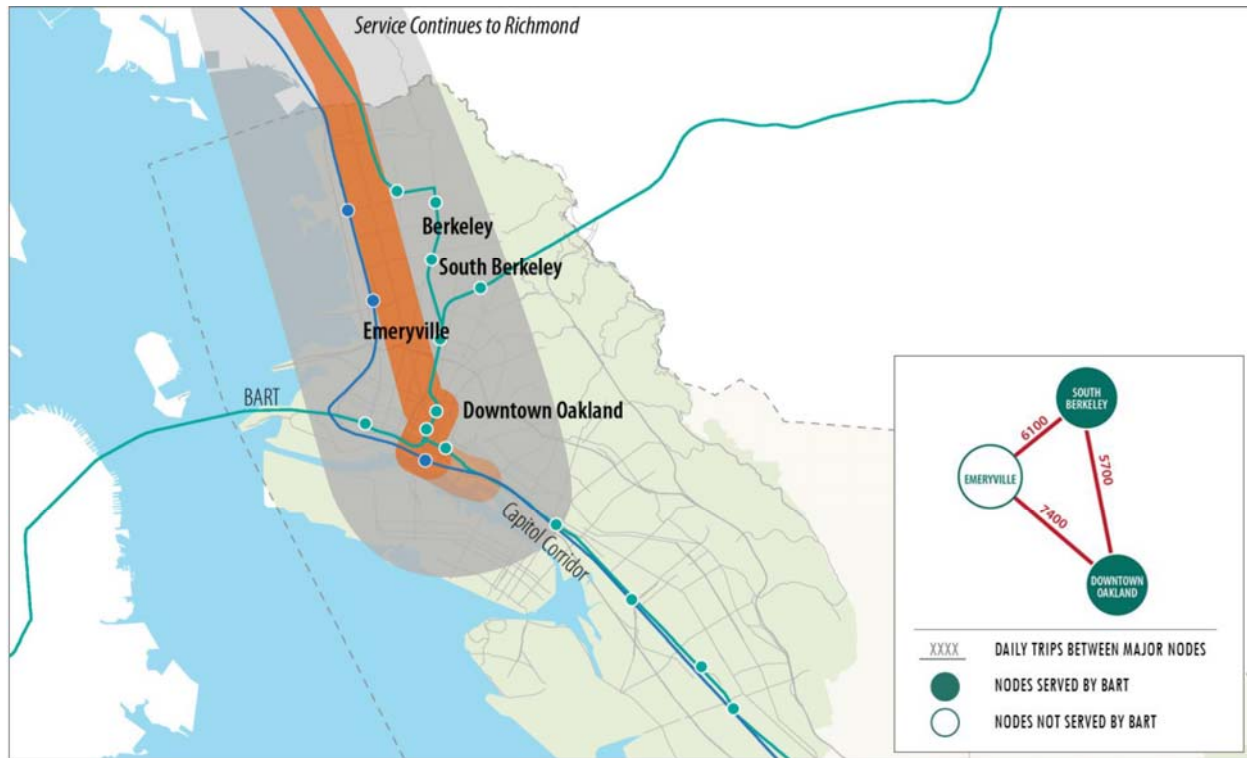 Service Continues to Richmond
Berkeley
South Berkeley
Emeryville
BART
Downtown Oakland
Capitol Corridor
SOUTH
BERKELEY
6100
5700
EMERYVILLE
7400
DOWNTOWN
OAKLAND
XXXX DAILY TRIPS BETWEEN MAJOR NODES
NODES SERVED BY BART
NODES NOT SERVED BY BART